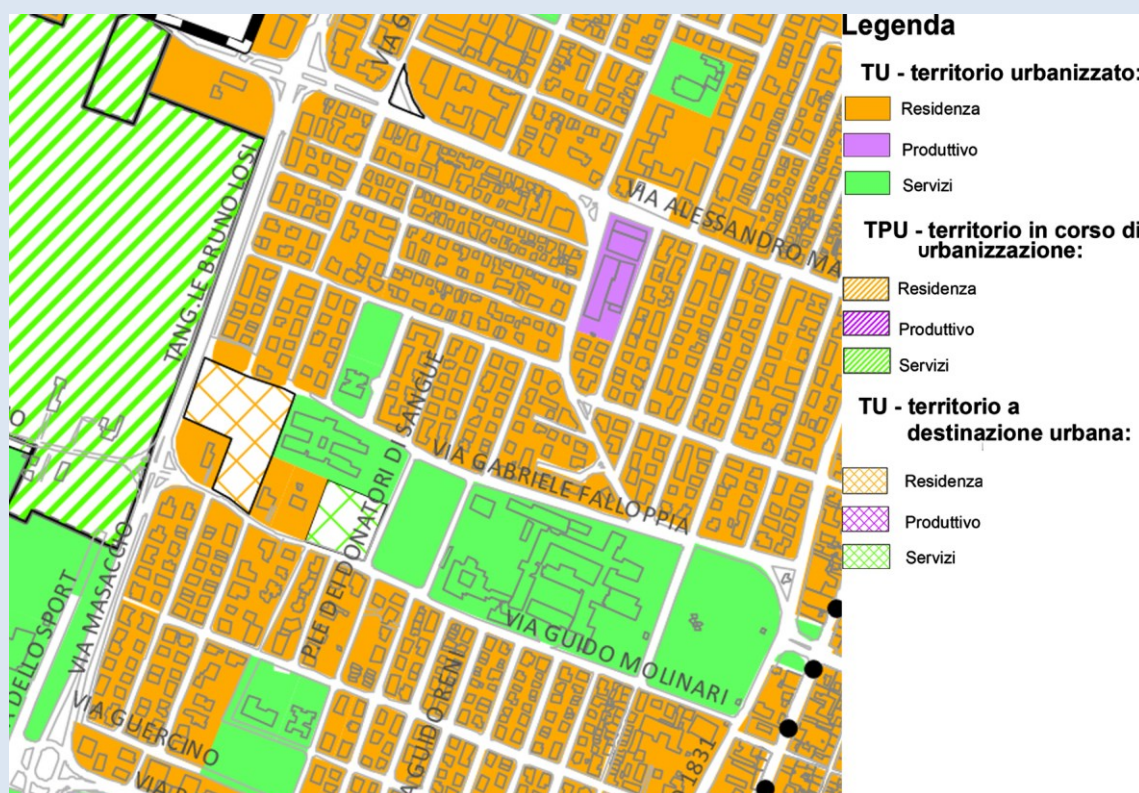 Legenda
TU - territorio urbanizzato:
Residenza
Produttivo
Servizi
TPU - territorio in corso di
urbanizzazione:
Residenza
Produttivo
Servizi
TU - territorio a
destinazione urbana:
Residenza
Produttivo
Servizi
VIA G
TANG.LE BRUNO LOSI
VIA ALESSANDRO MA
VIA GABRIELE FALLOPPIA
P.LE DEI DONATORI DI SANGUE
VIA GUIDO MOLINARI
VIA MASACCIO
DELLO SPORT
VIA GUERCINO
GUIDO RENI
1831
VIA